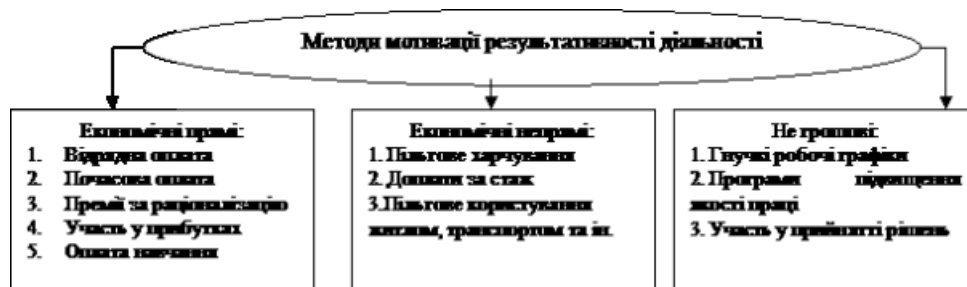 Методи мотивації результативності діяльності
Економічні прямі:
1. Відрядна оплата
2. Почасова оплата
3. Премії за раціоналізацію
4. Участь у прибутках
5. Оплата навчання
Економічні непрямі:
1. Пільгове харчування
2. Доплати за стаж
3.Пільгове користування
житлом, транспортом та ін.
Не грошові:
1. Гнучкі робочі графіки
2. Програми підвищення
якості праці
3. Участь у прийнятті рішень